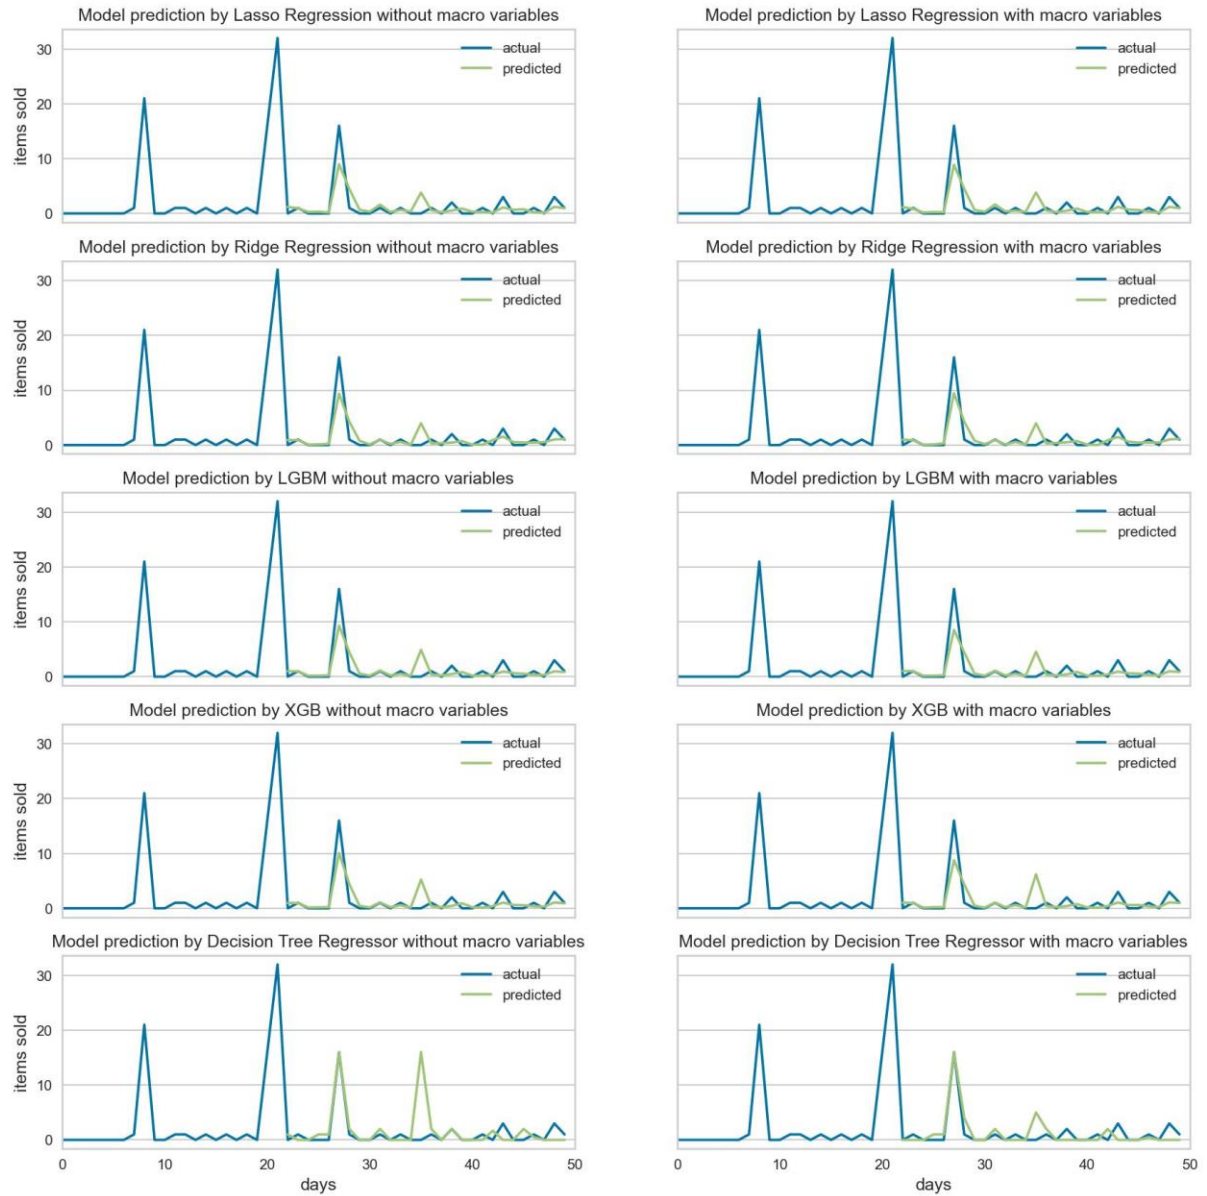 Model prediction by Lasso Regression without macro variables
30
20
10
0
items sold
actual
predicted
Model prediction by Lasso Regression with macro variables
actual
predicted
Model prediction by Ridge Regression without macro variables
30
20
10
0
items sold
actual
predicted
Model prediction by Ridge Regression with macro variables
actual
predicted
Model prediction by LGBM without macro variables
30
20
10
0
items sold
actual
predicted
Model prediction by LGBM with macro variables
actual
predicted
Model prediction by XGB without macro variables
30
20
10
0
items sold
actual
predicted
Model prediction by XGB with macro variables
actual
predicted
Model prediction by Decision Tree Regressor without macro variables
30
20
10
0
items sold
actual
predicted
0 10 20 30 40 50
days
Model prediction by Decision Tree Regressor with macro variables
actual
predicted
0 10 20 30 40 50
days